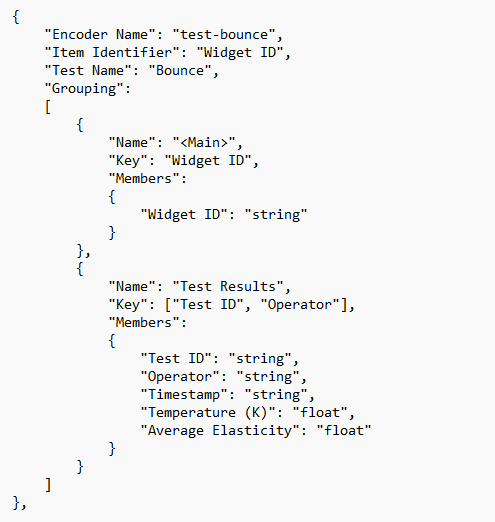 {
    "Encoder Name": "test-bounce",
    "Item Identifier": "Widget ID",
    "Test Name": "Bounce",
    "Grouping":
    [
        {
            "Name": "<Main>",
            "Key": "Widget ID",
            "Members":
            {
                "Widget ID": "string"
            }
        },
        {
            "Name": "Test Results",
            "Key": ["Test ID", "Operator"],
            "Members":
            {
                "Test ID": "string",
                "Operator": "string",
                "Timestamp": "string",
                "Temperature (K)": "float",
                "Average Elasticity": "float"
            }
        }
    ]
},